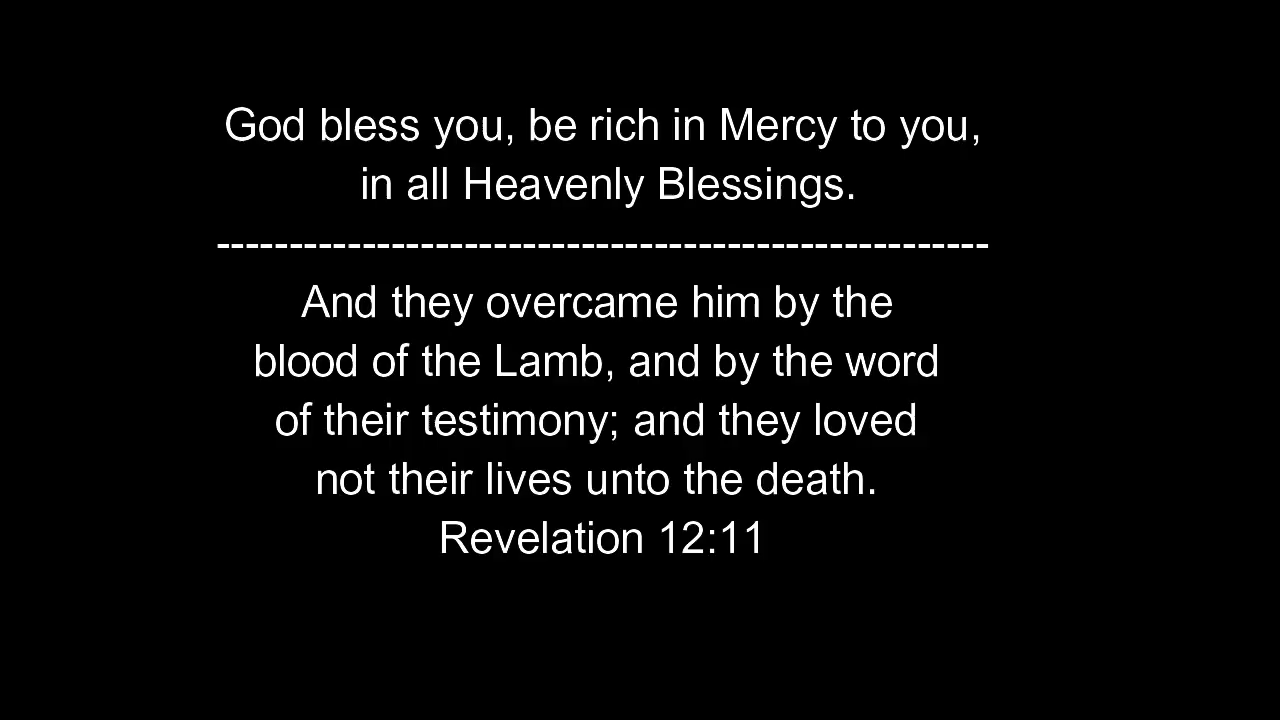 God bless you, be rich in Mercy to you,
in all Heavenly Blessings.
-----------------------------------------------------
And they overcame him by the
blood of the Lamb, and by the word
of their testimony; and they loved
not their lives unto the death.
Revelation 12:11